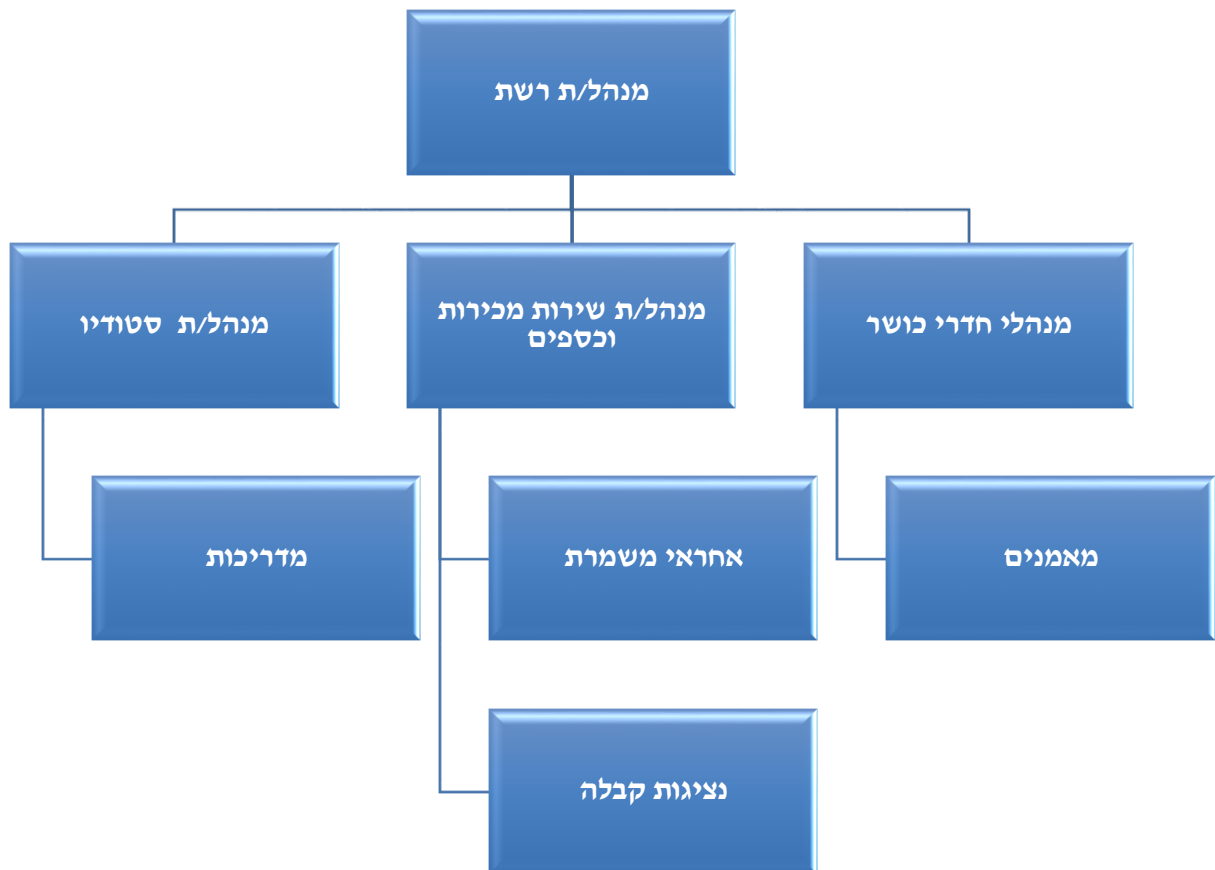 מנהל/ת רשת
מנהלי חדרי כושר
מנהל/ת שירות מכירות
וכספים
מנהל/ת  סטודיו
מאמנים
אחראי משמרת
מדריכות
נציגות קבלה